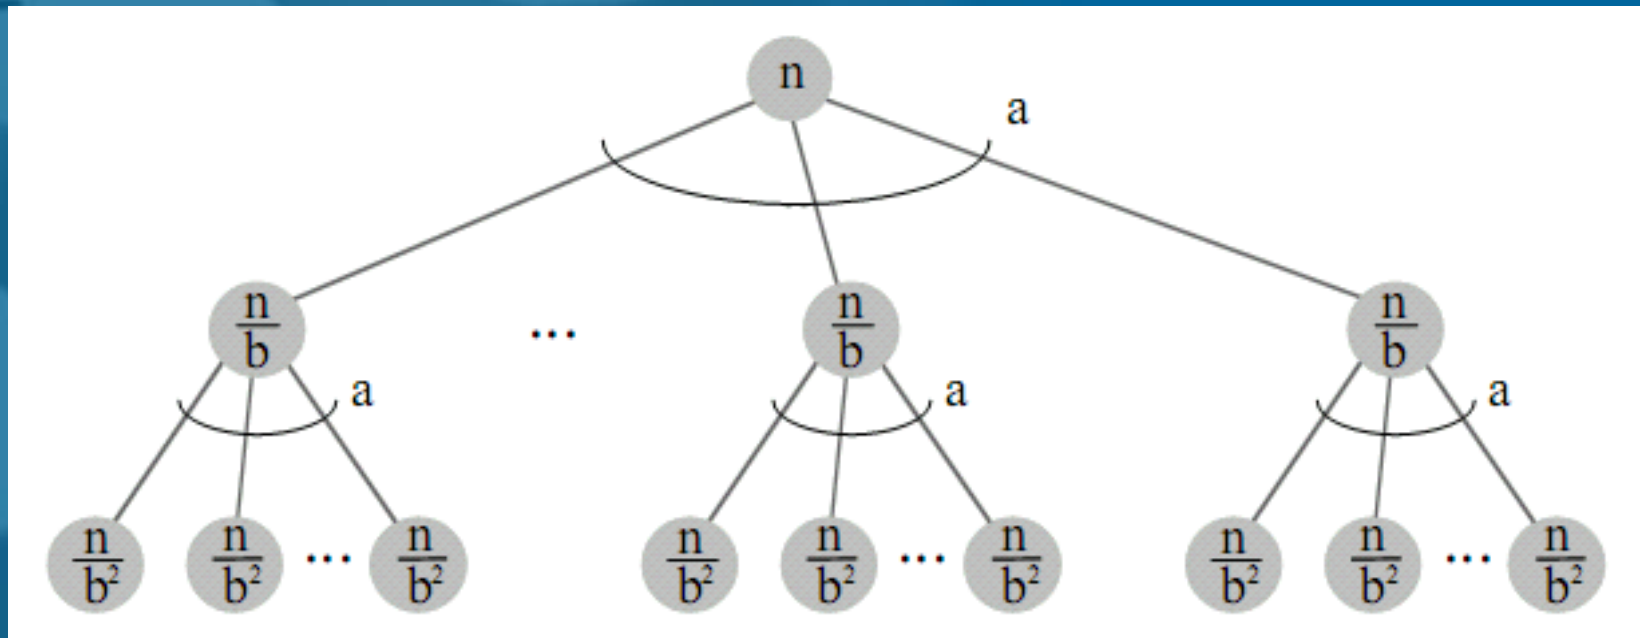 n
a
n/b ... n/b n/b
a a a
n/b² n/b² ... n/b² n/b² n/b² ... n/b² n/b² n/b² ... n/b²